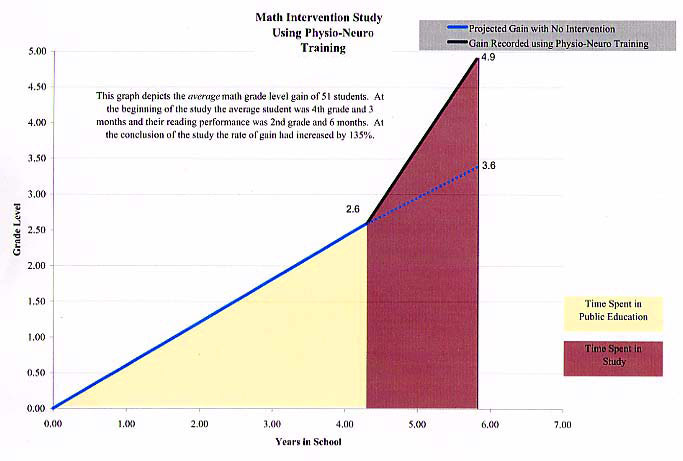 Math Intervention Study
Using Physio-Neuro
Training
Projected Gain with No Intervention
Gain Recorded using Physio-Neuro Training
This graph depicts the average math grade level gain of 51 students. At
the beginning of the study the average student was 4th grade and 3
months and their reading performance was 2nd grade and 6 months. At
the conclusion of the study the rate of gain had increased by 135%.
Grade Level
5.00
4.50
4.00
3.50
3.00
2.50
2.00
1.50
1.00
0.50
0.00
4.9
3.6
2.6
Time Spent in
Public Education
Time Spent in
Study
0.00 1.00 2.00 3.00 4.00 5.00 6.00 7.00
Years in School